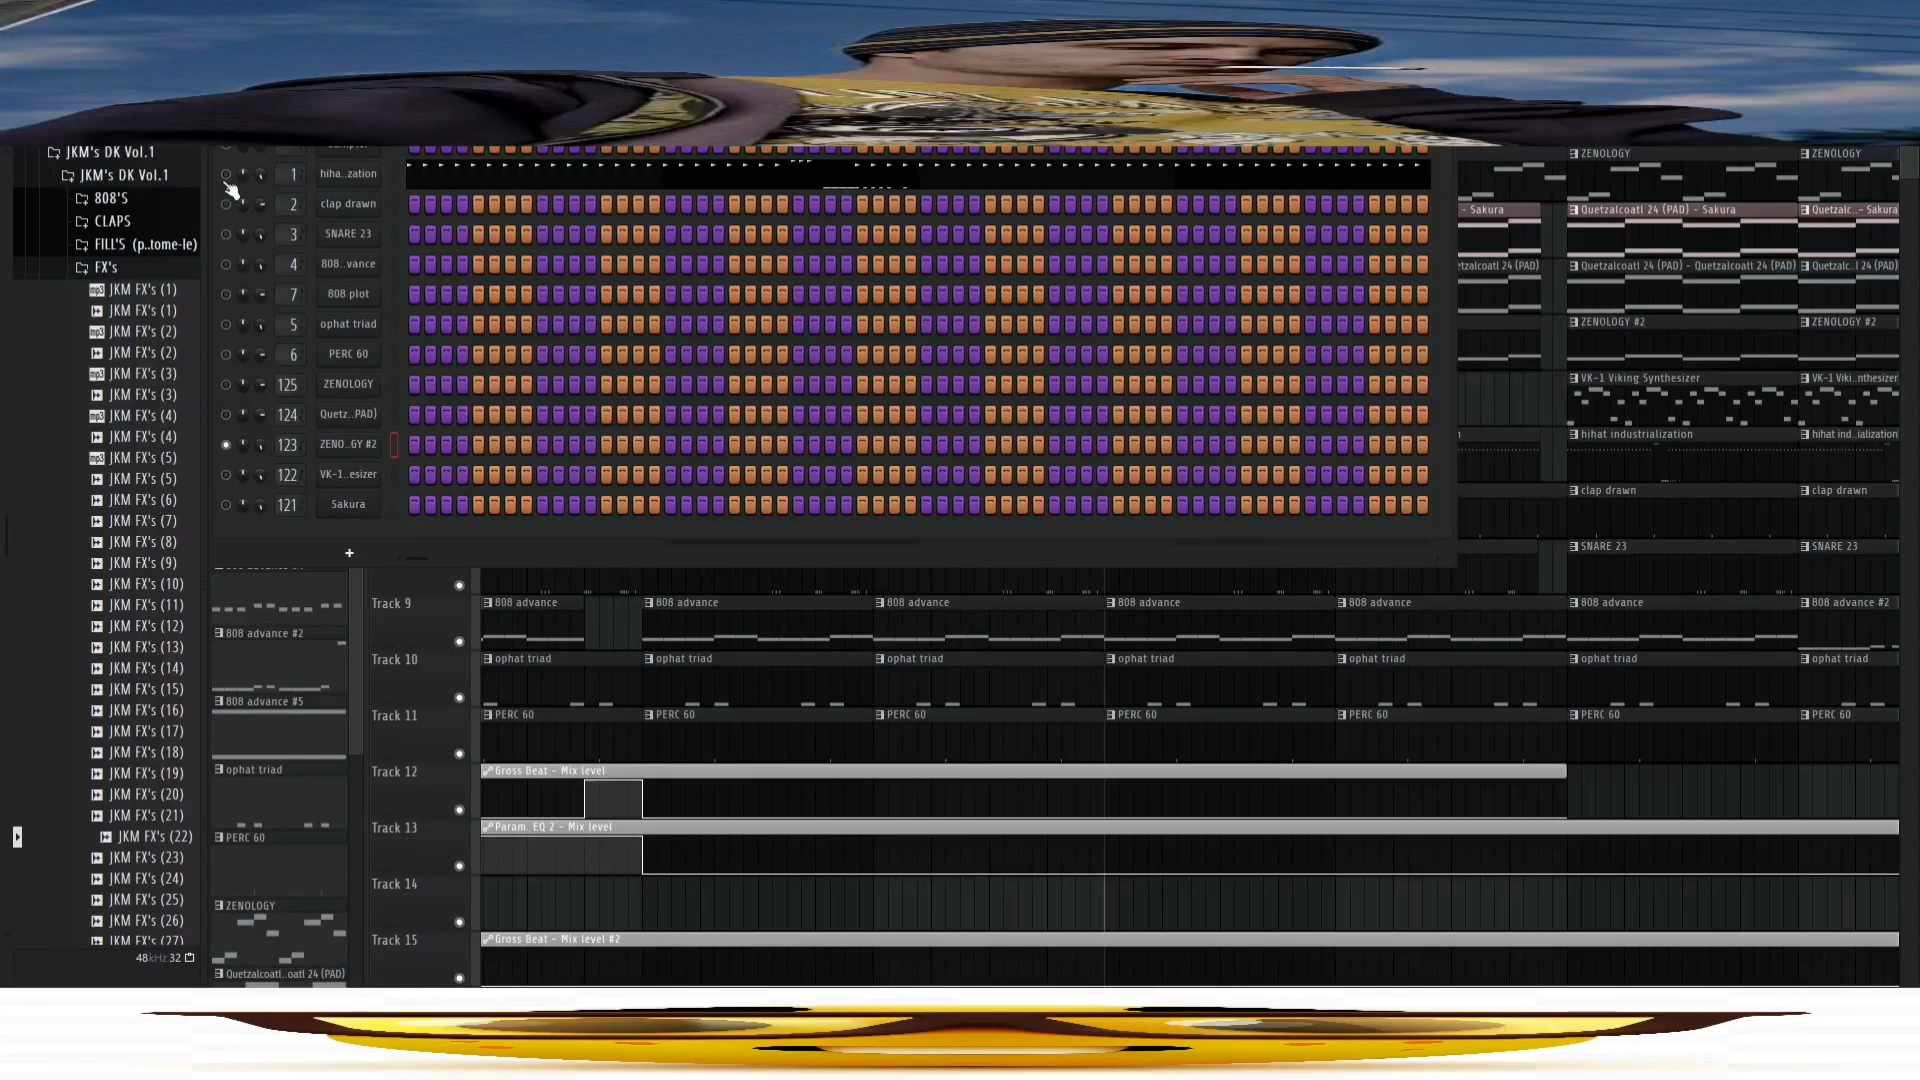 JKM's DK Vol.1
JKM's DK Vol.1
808'S
CLAPS
FILL'S (p..tome-le)
FX's
JKM FX's (1)
JKM FX's (1)
JKM FX's (2)
JKM FX's (2)
JKM FX's (3)
JKM FX's (3)
JKM FX's (4)
JKM FX's (4)
JKM FX's (5)
JKM FX's (5)
JKM FX's (6)
JKM FX's (7)
JKM FX's (8)
JKM FX's (9)
JKM FX's (10)
JKM FX's (11)
JKM FX's (12)
JKM FX's (13)
JKM FX's (14)
JKM FX's (15)
JKM FX's (16)
JKM FX's (17)
JKM FX's (18)
JKM FX's (19)
JKM FX's (20)
JKM FX's (21)
JKM FX's (22)
JKM FX's (23)
JKM FX's (24)
JKM FX's (25)
JKM FX's (26)
JKM FX's (27)
48kHz 32
1 hiha..zation
2 clap drawn
3 SNARE 23
4 808..vance
7 808 plot
5 ophat triad
6 PERC 60
125 ZENOLOGY
124 Quetz..PAD)
123 ZENO..GY #2
122 VK-1..esizer
121 Sakura
808 advance #2
808 advance #5
ophat triad
PERC 60
ZENOLOGY
Quetzalcoatl..oatl 24 (PAD)
ZENOLOGY ZENOLOGY
- Sakura Quetzalcoatl 24 (PAD) - Sakura Quetzalc..- Sakura
etzalcoatl 24 (PAD) Quetzalcoatl 24 (PAD) - Quetzalcoatl 24 (PAD) Quetzalc..l 24 (PAD)
ZENOLOGY #2 ZENOLOGY #2
VK-1 Viking Synthesizer VK-1 Viki..nthesizer
hihat industrialization hihat ind..ialization
clap drawn clap drawn
SNARE 23 SNARE 23
Track 9 808 advance 808 advance 808 advance 808 advance 808 advance 808 advance 808 advance #2
Track 10 ophat triad ophat triad ophat triad ophat triad ophat triad ophat triad ophat triad
Track 11 PERC 60 PERC 60 PERC 60 PERC 60 PERC 60 PERC 60 PERC 60
Track 12 Gross Beat - Mix level
Track 13 Param. EQ 2 - Mix level
Track 14
Track 15 Gross Beat - Mix level #2